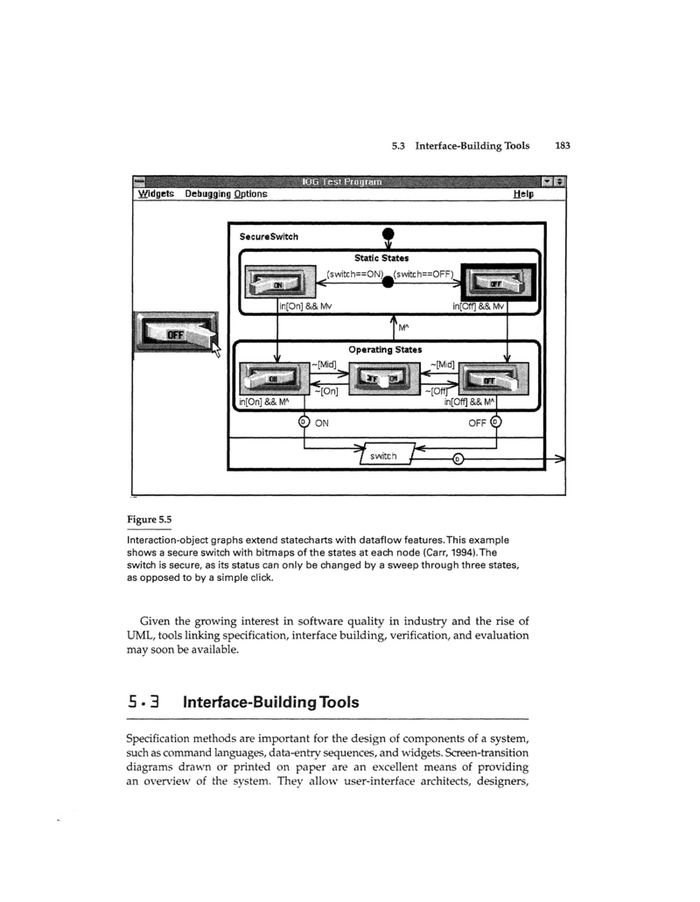 5.3 Interface-Building Tools 183
IOG Test Program
Widgets Debugging Options Help
SecureSwitch
Static States
(switch==ON) (switch==OFF)
ON OFF
in[On] && Mv in[Off] && Mv
M^
OFF
Operating States
~[Mid] ~[Mid]
ON OFF ON OFF
~[On] ~[Off]
in[On] && M^ in[Off] && M^
D ON OFF D
switch D
Figure 5.5
Interaction-object graphs extend statecharts with dataflow features. This example
shows a secure switch with bitmaps of the states at each node (Carr, 1994). The
switch is secure, as its status can only be changed by a sweep through three states,
as opposed to by a simple click.
Given the growing interest in software quality in industry and the rise of
UML, tools linking specification, interface building, verification, and evaluation
may soon be available.
5.3 Interface-Building Tools
Specification methods are important for the design of components of a system,
such as command languages, data-entry sequences, and widgets. Screen-transition
diagrams drawn or printed on paper are an excellent means of providing
an overview of the system. They allow user-interface architects, designers,